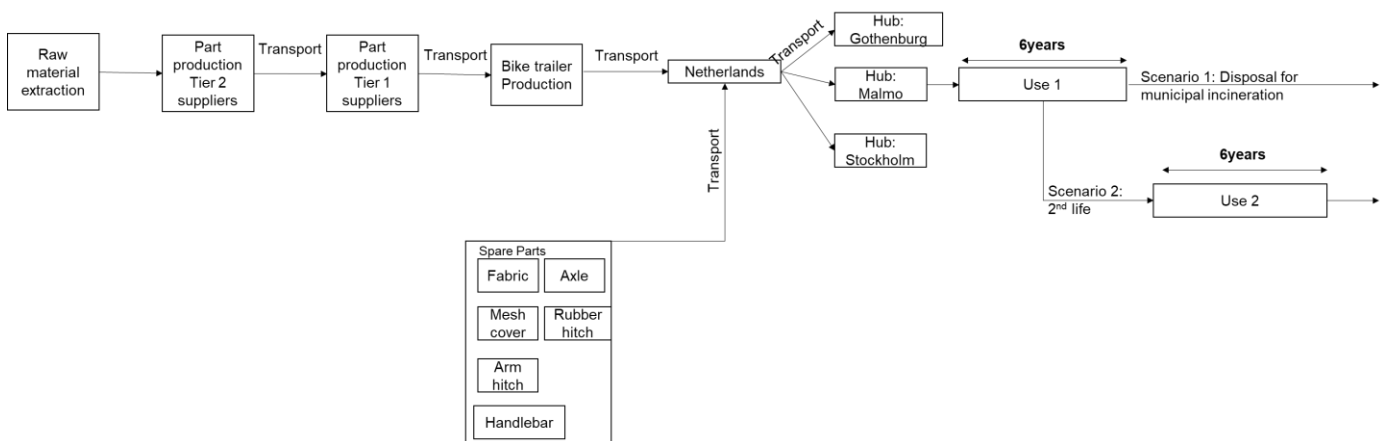 Raw
material
extraction
Part
production
Tier 2
suppliers
Transport
Part
production
Tier 1
suppliers
Transport
Bike trailer
Production
Transport
Netherlands
Transport
Hub:
Gothenburg
Hub:
Malmo
Hub:
Stockholm
6years
Use 1
Scenario 1: Disposal for
municipal incineration
Scenario 2:
2nd life
6years
Use 2
Transport
Spare Parts
Fabric
Axle
Mesh
cover
Rubber
hitch
Arm
hitch
Handlebar